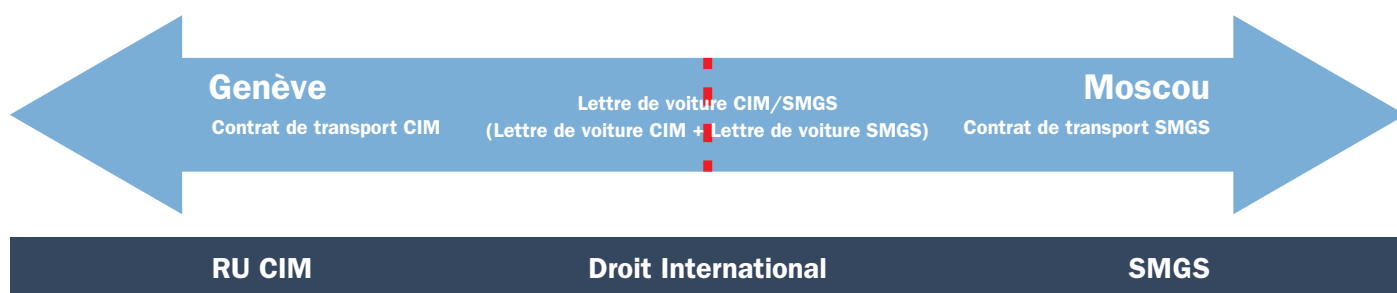 Genève
Moscou
Lettre de voiture CIM/SMGS
Contrat de transport CIM
(Lettre de voiture CIM + Lettre de voiture SMGS)
Contrat de transport SMGS
RU CIM
Droit International
SMGS